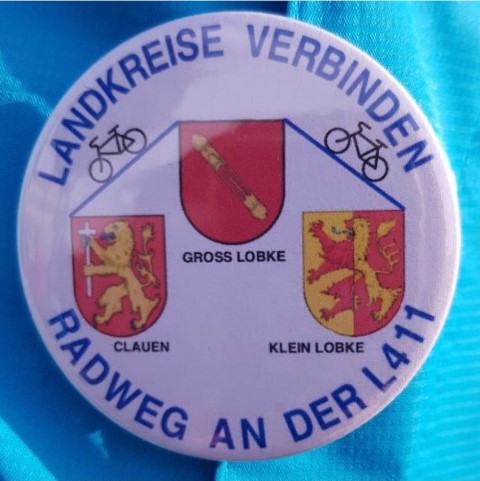 LANDKREISE VERBINDEN
GROSS LOBKE
CLAUEN
KLEIN LOBKE
RADWEG AN DER L411